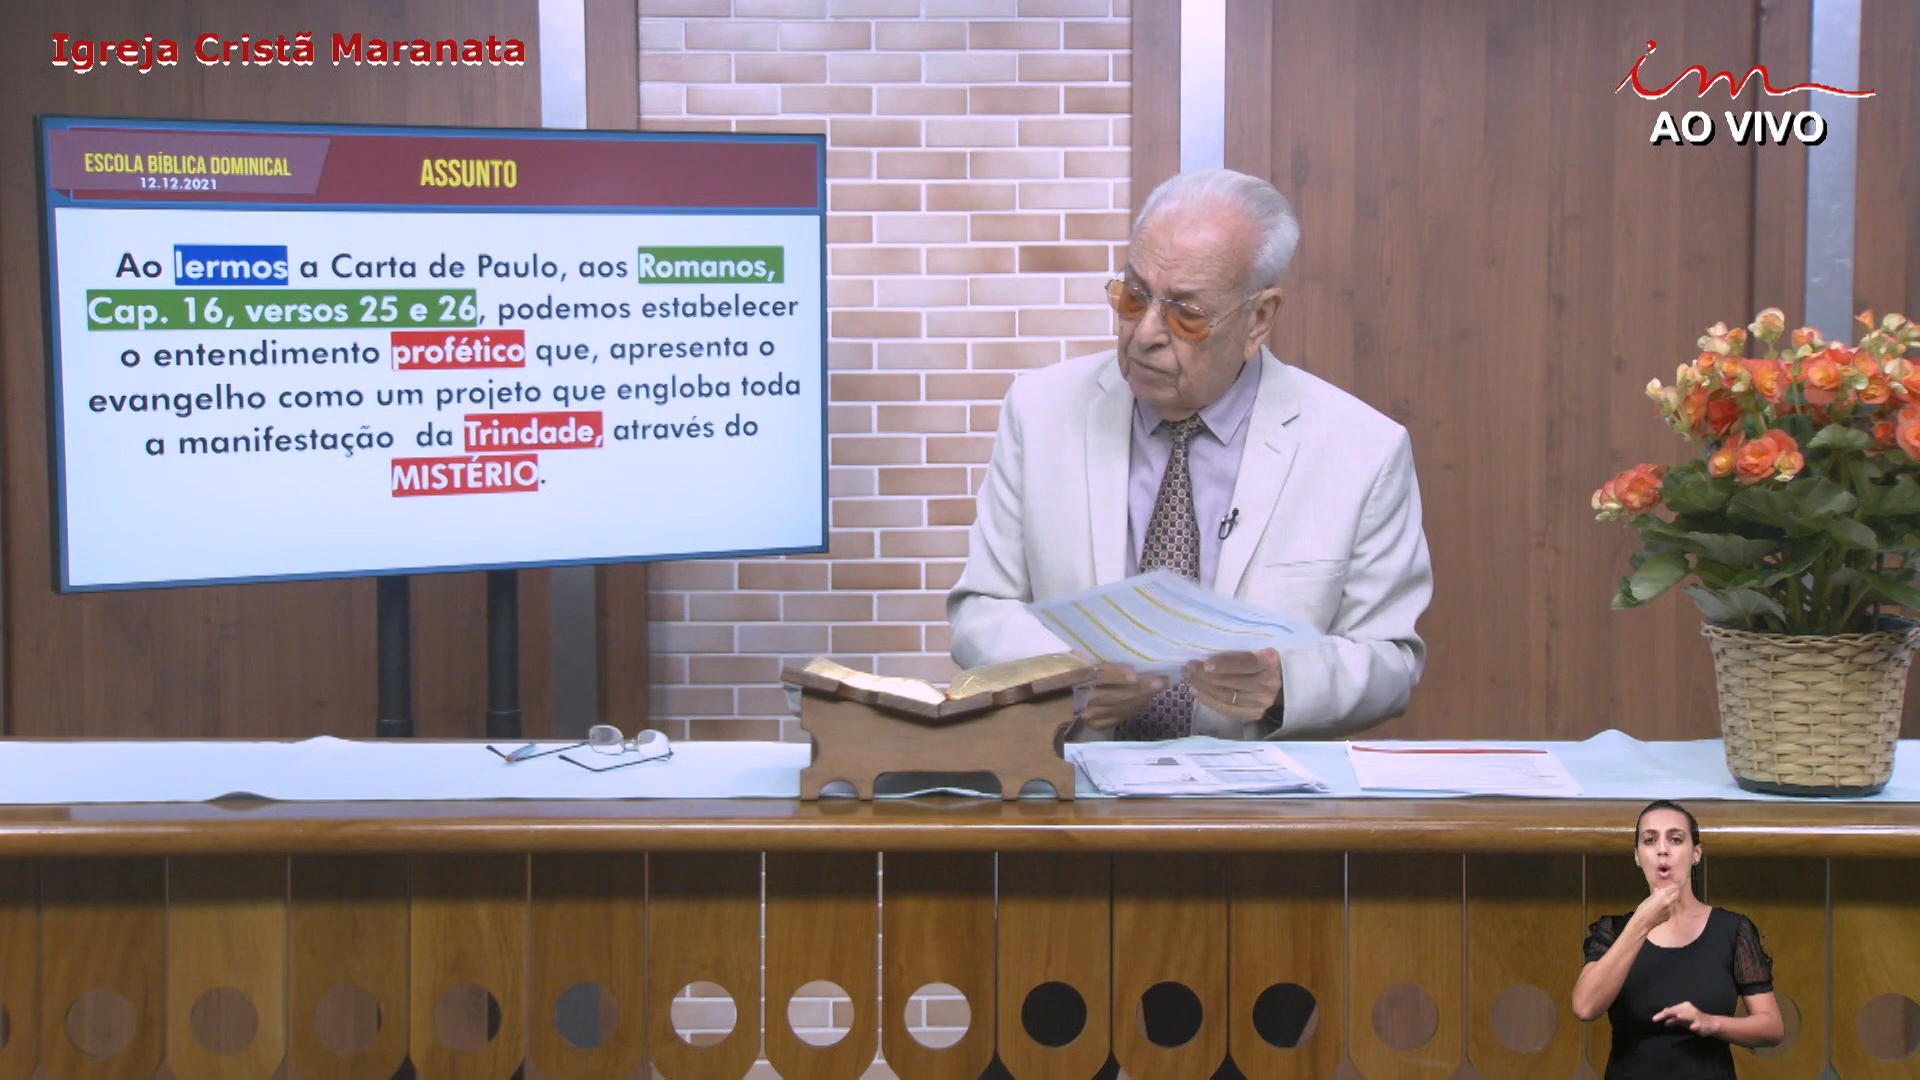 Igreja Cristã Maranata
im
AO VIVO
ESCOLA BÍBLICA DOMINICAL
12.12.2021
ASSUNTO
Ao lermos a Carta de Paulo, aos Romanos,
Cap. 16, versos 25 e 26, podemos estabelecer
o entendimento profético que, apresenta o
evangelho como um projeto que engloba toda
a manifestação da Trindade, através do
MISTÉRIO.